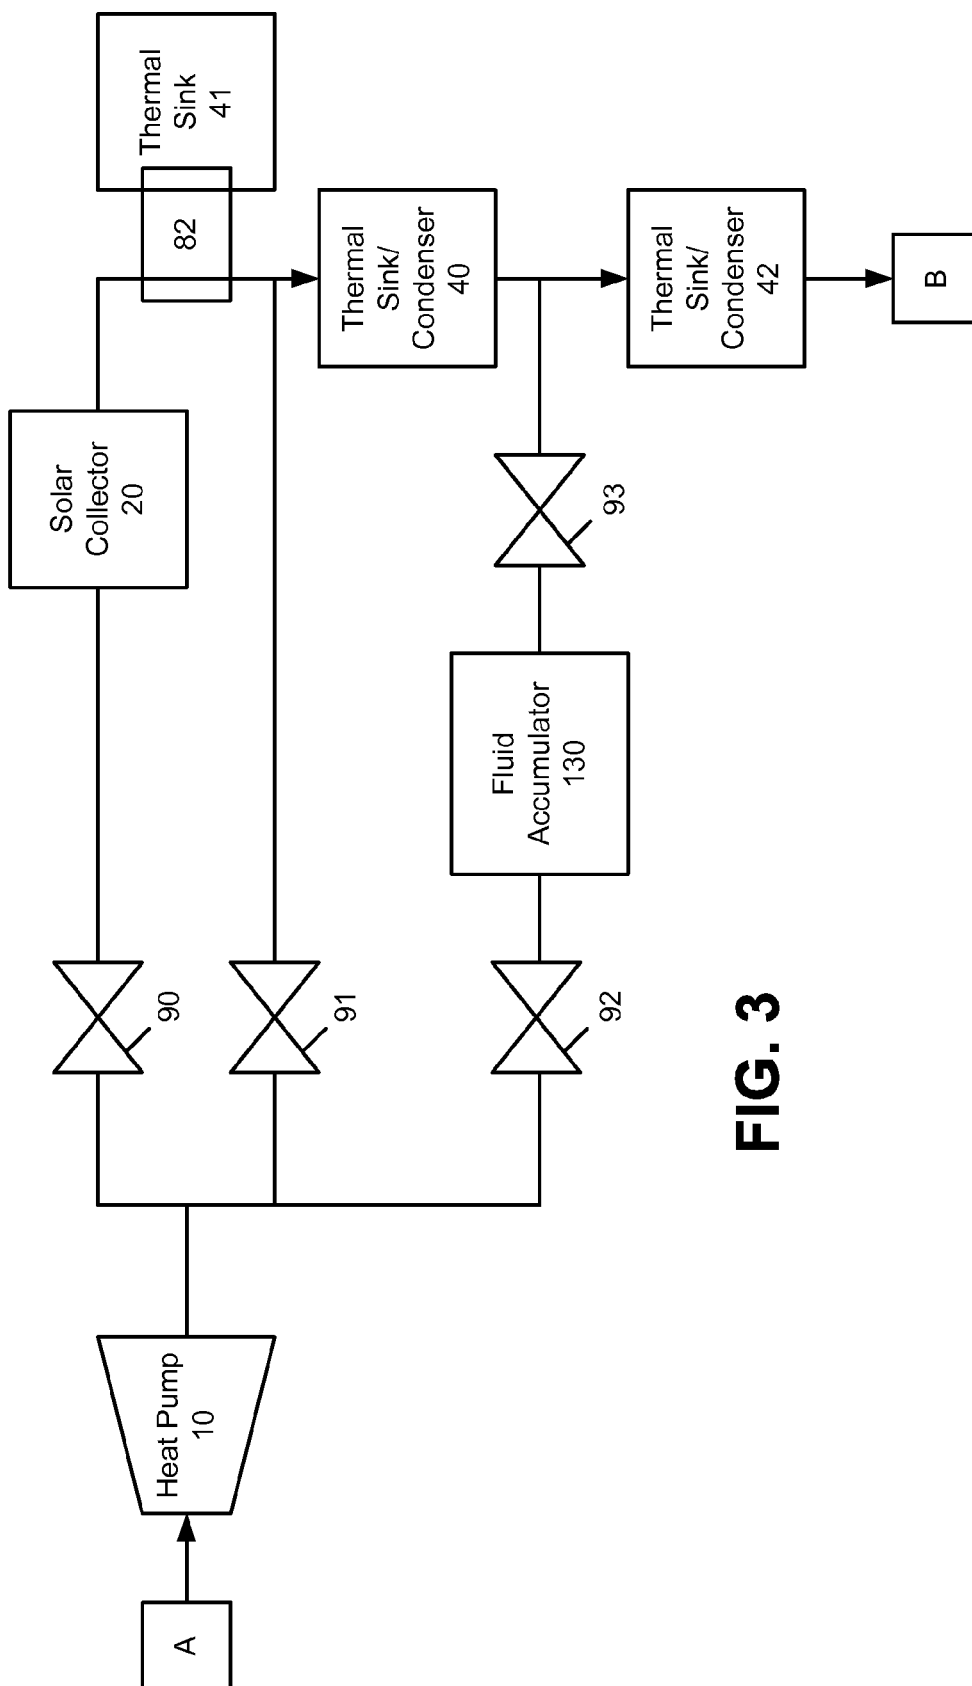 A
Heat Pump
10
90
91
92
Solar
Collector
20
Fluid
Accumulator
130
93
82
Thermal
Sink
41
Thermal
Sink/
Condenser
40
Thermal
Sink/
Condenser
42
B
FIG. 3